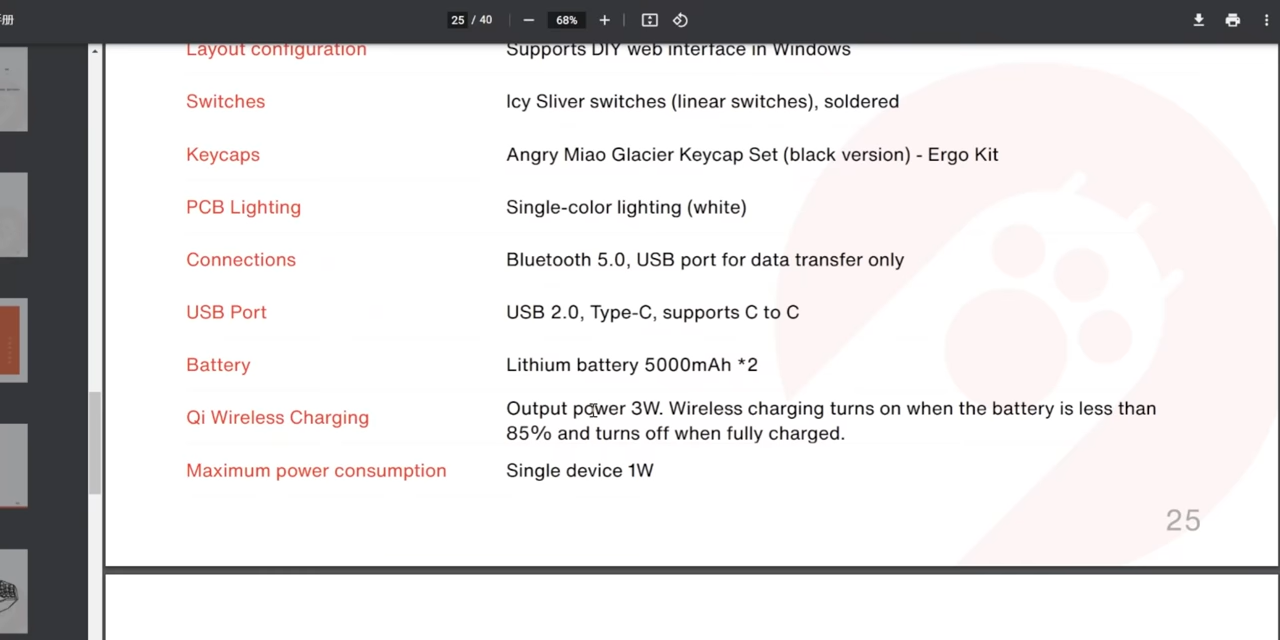 册
25 / 40
68%
Layout configuration Supports DIY web interface in Windows
Switches Icy Sliver switches (linear switches), soldered
Keycaps Angry Miao Glacier Keycap Set (black version) - Ergo Kit
PCB Lighting Single-color lighting (white)
Connections Bluetooth 5.0, USB port for data transfer only
USB Port USB 2.0, Type-C, supports C to C
Battery Lithium battery 5000mAh *2
Qi Wireless Charging Output power 3W. Wireless charging turns on when the battery is less than
85% and turns off when fully charged.
Maximum power consumption Single device 1W
25